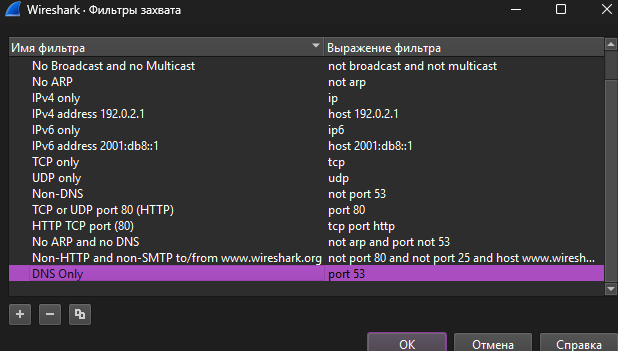 Wireshark · Фильтры захвата
Имя фильтра Выражение фильтра
No Broadcast and no Multicast not broadcast and not multicast
No ARP not arp
IPv4 only ip
IPv4 address 192.0.2.1 host 192.0.2.1
IPv6 only ip6
IPv6 address 2001:db8::1 host 2001:db8::1
TCP only tcp
UDP only udp
Non-DNS not port 53
TCP or UDP port 80 (HTTP) port 80
HTTP TCP port (80) tcp port http
No ARP and no DNS not arp and port not 53
Non-HTTP and non-SMTP to/from www.wireshark.org not port 80 and not port 25 and host www.wiresh...
DNS Only port 53
OK Отмена Справка